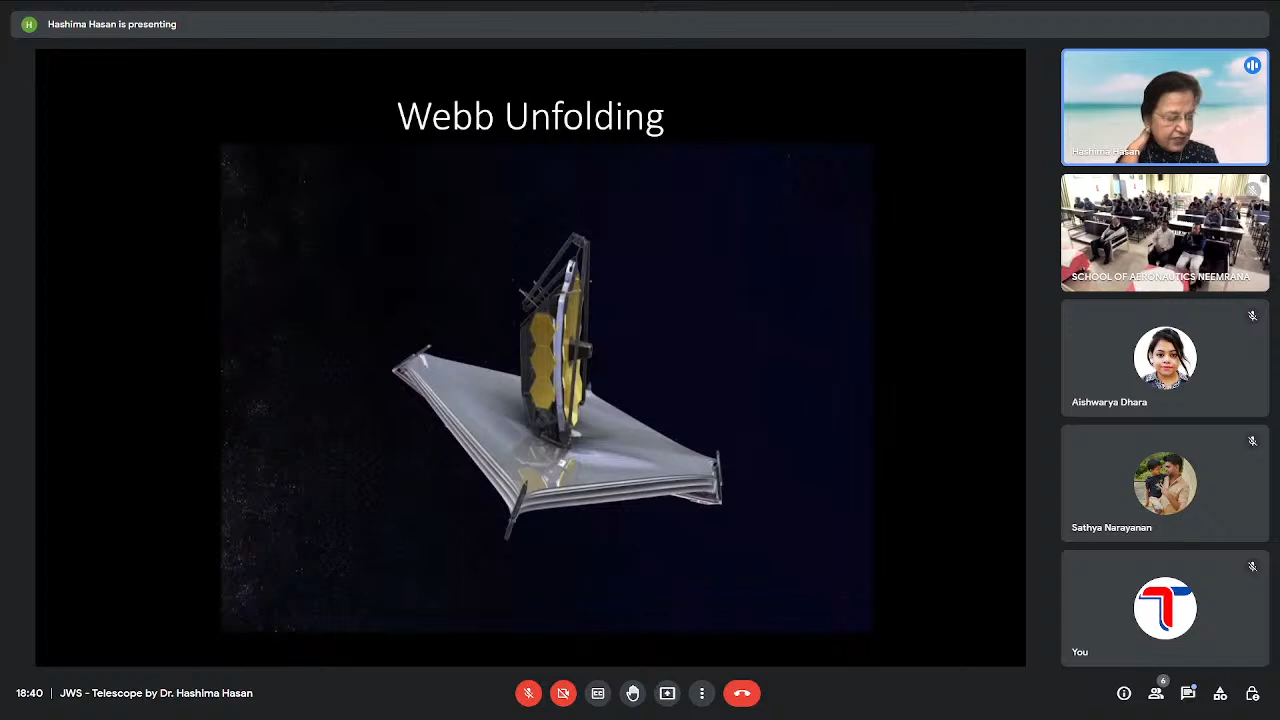 H
Hashima Hasan is presenting
Webb Unfolding
Hashima Hasan
SCHOOL OF AERONAUTICS NEEMRANA
Aishwarya Dhara
Sathya Narayanan
T
You
18:40 | JWS - Telescope by Dr. Hashima Hasan
6